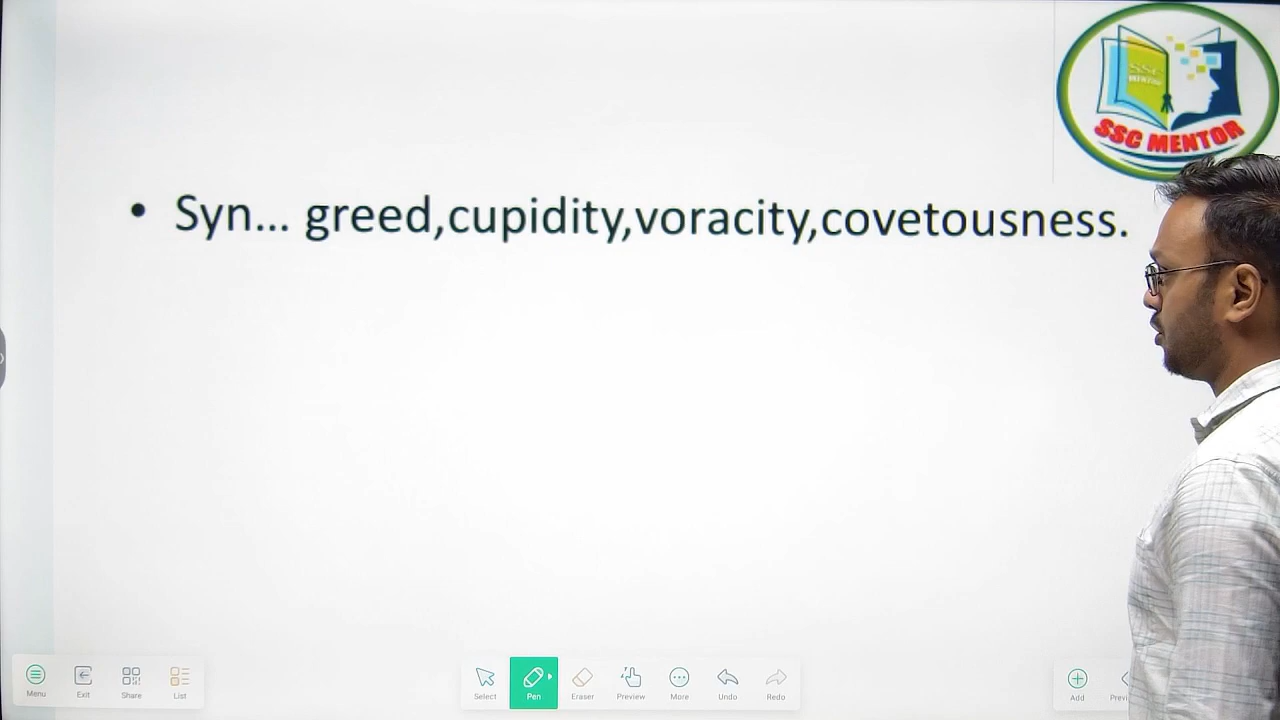 SSC MENTOR
• Syn... greed,cupidity,voracity,covetousness.
Menu Exit Share List Select Pen Eraser Preview More Undo Redo Add